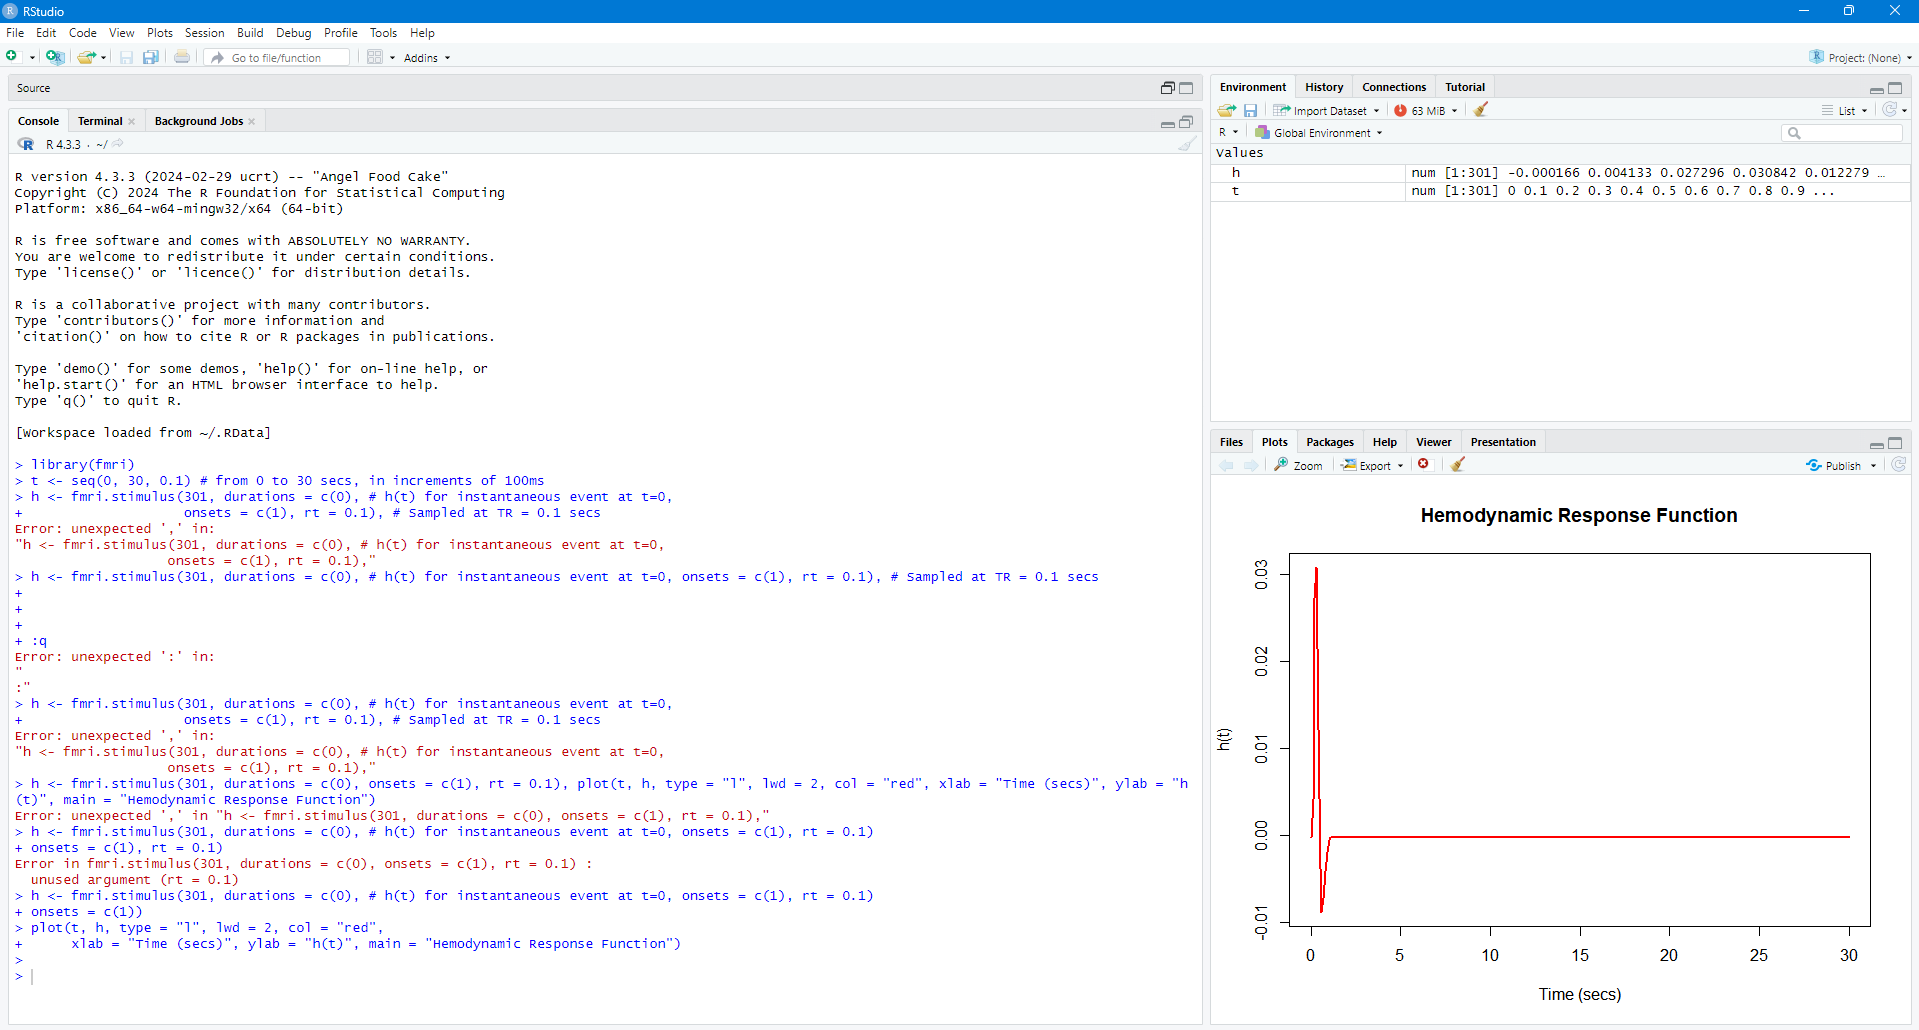 RStudio
File Edit Code View Plots Session Build Debug Profile Tools Help
Go to file/function Addins Project: (None)
Source
Console Terminal Background Jobs
R 4.3.3 · ~/
R version 4.3.3 (2024-02-29 ucrt) -- "Angel Food Cake"
Copyright (C) 2024 The R Foundation for Statistical Computing
Platform: x86_64-w64-mingw32/x64 (64-bit)
R is free software and comes with ABSOLUTELY NO WARRANTY.
You are welcome to redistribute it under certain conditions.
Type 'license()' or 'licence()' for distribution details.
R is a collaborative project with many contributors.
Type 'contributors()' for more information and
'citation()' on how to cite R or R packages in publications.
Type 'demo()' for some demos, 'help()' for on-line help, or
'help.start()' for an HTML browser interface to help.
Type 'q()' to quit R.
[Workspace loaded from ~/.RData]
> library(fmri)
> t <- seq(0, 30, 0.1) # from 0 to 30 secs, in increments of 100ms
> h <- fmri.stimulus(301, durations = c(0), # h(t) for instantaneous event at t=0,
+                    onsets = c(1), rt = 0.1), # Sampled at TR = 0.1 secs
Error: unexpected ',' in:
"h <- fmri.stimulus(301, durations = c(0), # h(t) for instantaneous event at t=0,
                   onsets = c(1), rt = 0.1),"
> h <- fmri.stimulus(301, durations = c(0), # h(t) for instantaneous event at t=0, onsets = c(1), rt = 0.1), # Sampled at TR = 0.1 secs
+
+
+
+ :q
Error: unexpected ':' in:
"
:"
> h <- fmri.stimulus(301, durations = c(0), # h(t) for instantaneous event at t=0,
+                    onsets = c(1), rt = 0.1), # Sampled at TR = 0.1 secs
Error: unexpected ',' in:
"h <- fmri.stimulus(301, durations = c(0), # h(t) for instantaneous event at t=0,
                   onsets = c(1), rt = 0.1),"
> h <- fmri.stimulus(301, durations = c(0), onsets = c(1), rt = 0.1), plot(t, h, type = "l", lwd = 2, col = "red", xlab = "Time (secs)", ylab = "h
(t)", main = "Hemodynamic Response Function")
Error: unexpected ',' in "h <- fmri.stimulus(301, durations = c(0), onsets = c(1), rt = 0.1),"
> h <- fmri.stimulus(301, durations = c(0), # h(t) for instantaneous event at t=0, onsets = c(1), rt = 0.1)
+ onsets = c(1), rt = 0.1)
Error in fmri.stimulus(301, durations = c(0), onsets = c(1), rt = 0.1) :
  unused argument (rt = 0.1)
> h <- fmri.stimulus(301, durations = c(0), # h(t) for instantaneous event at t=0, onsets = c(1), rt = 0.1)
+ onsets = c(1))
> plot(t, h, type = "l", lwd = 2, col = "red",
+      xlab = "Time (secs)", ylab = "h(t)", main = "Hemodynamic Response Function")
>
>
Environment History Connections Tutorial
Import Dataset 63 MiB List
R Global Environment
Values
h num [1:301] -0.000166 0.004133 0.027296 0.030842 0.012279 …
t num [1:301] 0 0.1 0.2 0.3 0.4 0.5 0.6 0.7 0.8 0.9 ...
Files Plots Packages Help Viewer Presentation
Zoom Export Publish
Hemodynamic Response Function
h(t)
0.03
0.02
0.01
0.00
-0.01
0 5 10 15 20 25 30
Time (secs)